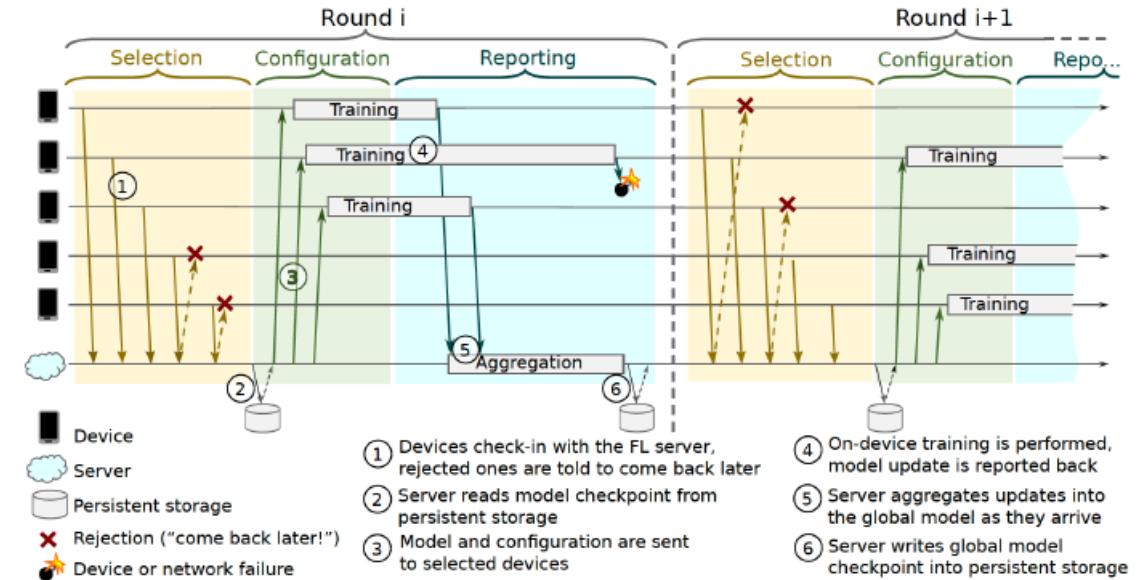 Round i
Round i+1
Selection
Configuration
Reporting
Selection
Configuration
Repo...
Training
Training
4
Training
1
3
Training
Training
Training
5
Aggregation
2
6
Device
Server
Persistent storage
Rejection (“come back later!”)
Device or network failure
1 Devices check-in with the FL server,
rejected ones are told to come back later
2 Server reads model checkpoint from
persistent storage
3 Model and configuration are sent
to selected devices
4 On-device training is performed,
model update is reported back
5 Server aggregates updates into
the global model as they arrive
6 Server writes global model
checkpoint into persistent storage